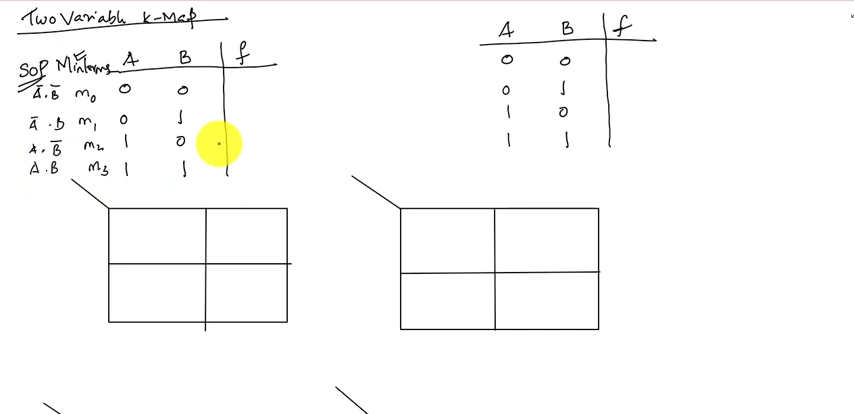 Two Variable K-Map
SOP Minterms A B f
Ā.B̄ m0 0 0
Ā.B m1 0 1
A.B̄ m2 1 0
A.B m3 1 1
A B f
0 0
0 1
1 0
1 1